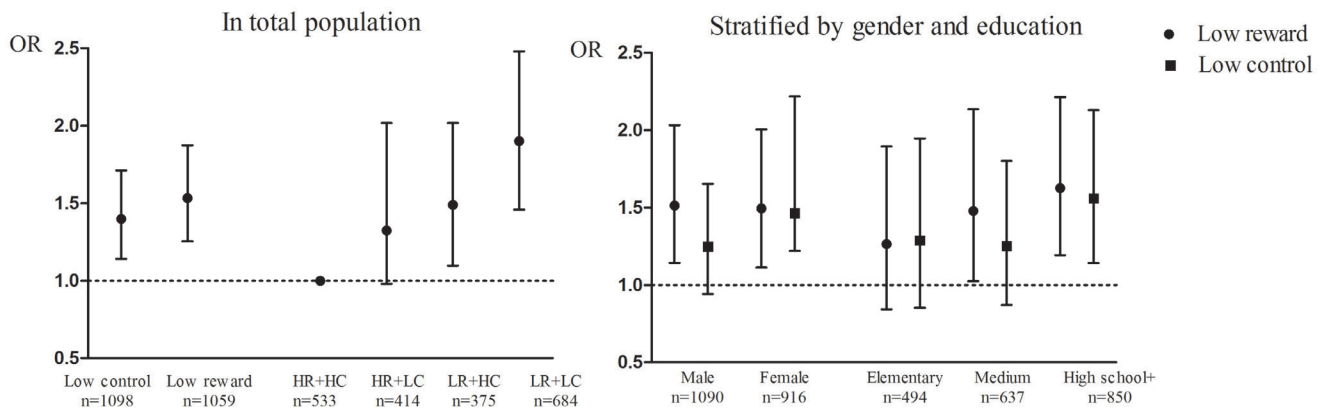 In total population
OR
2.5
2.0
1.5
1.0
0.5
Low control
n=1098
Low reward
n=1059
HR+HC
n=533
HR+LC
n=414
LR+HC
n=375
LR+LC
n=684
Stratified by gender and education
OR
2.5
2.0
1.5
1.0
0.5
Male
n=1090
Female
n=916
Elementary
n=494
Medium
n=637
High school+
n=850
Low reward
Low control